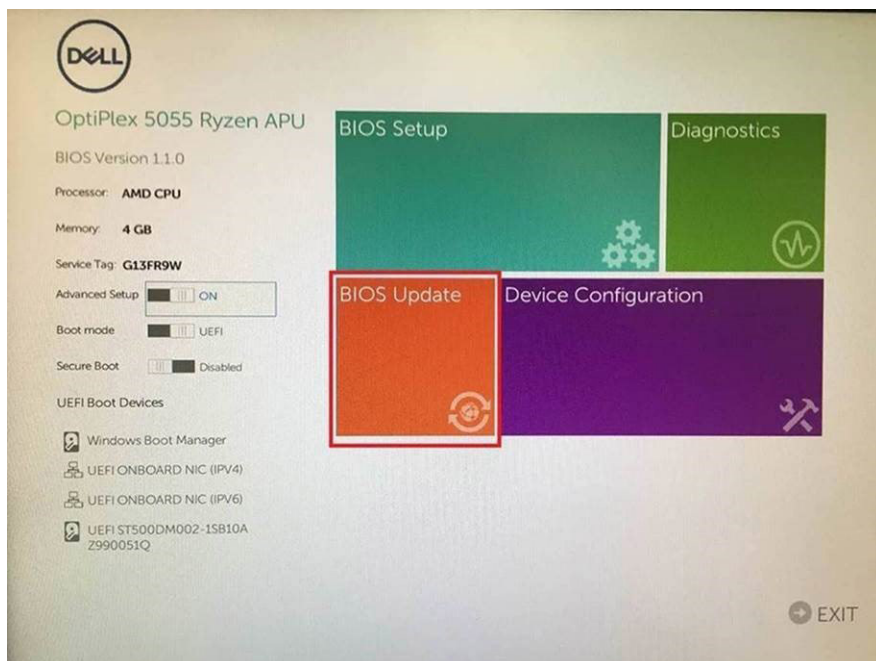 DELL
OptiPlex 5055 Ryzen APU
BIOS Version 1.1.0
Processor: AMD CPU
Memory: 4 GB
Service Tag: G13FR9W
Advanced Setup ON
Boot mode UEFI
Secure Boot Disabled
UEFI Boot Devices
Windows Boot Manager
UEFI ONBOARD NIC (IPV4)
UEFI ONBOARD NIC (IPV6)
UEFI ST500DM002-1SB10A
Z990051Q
BIOS Setup
Diagnostics
BIOS Update
Device Configuration
EXIT